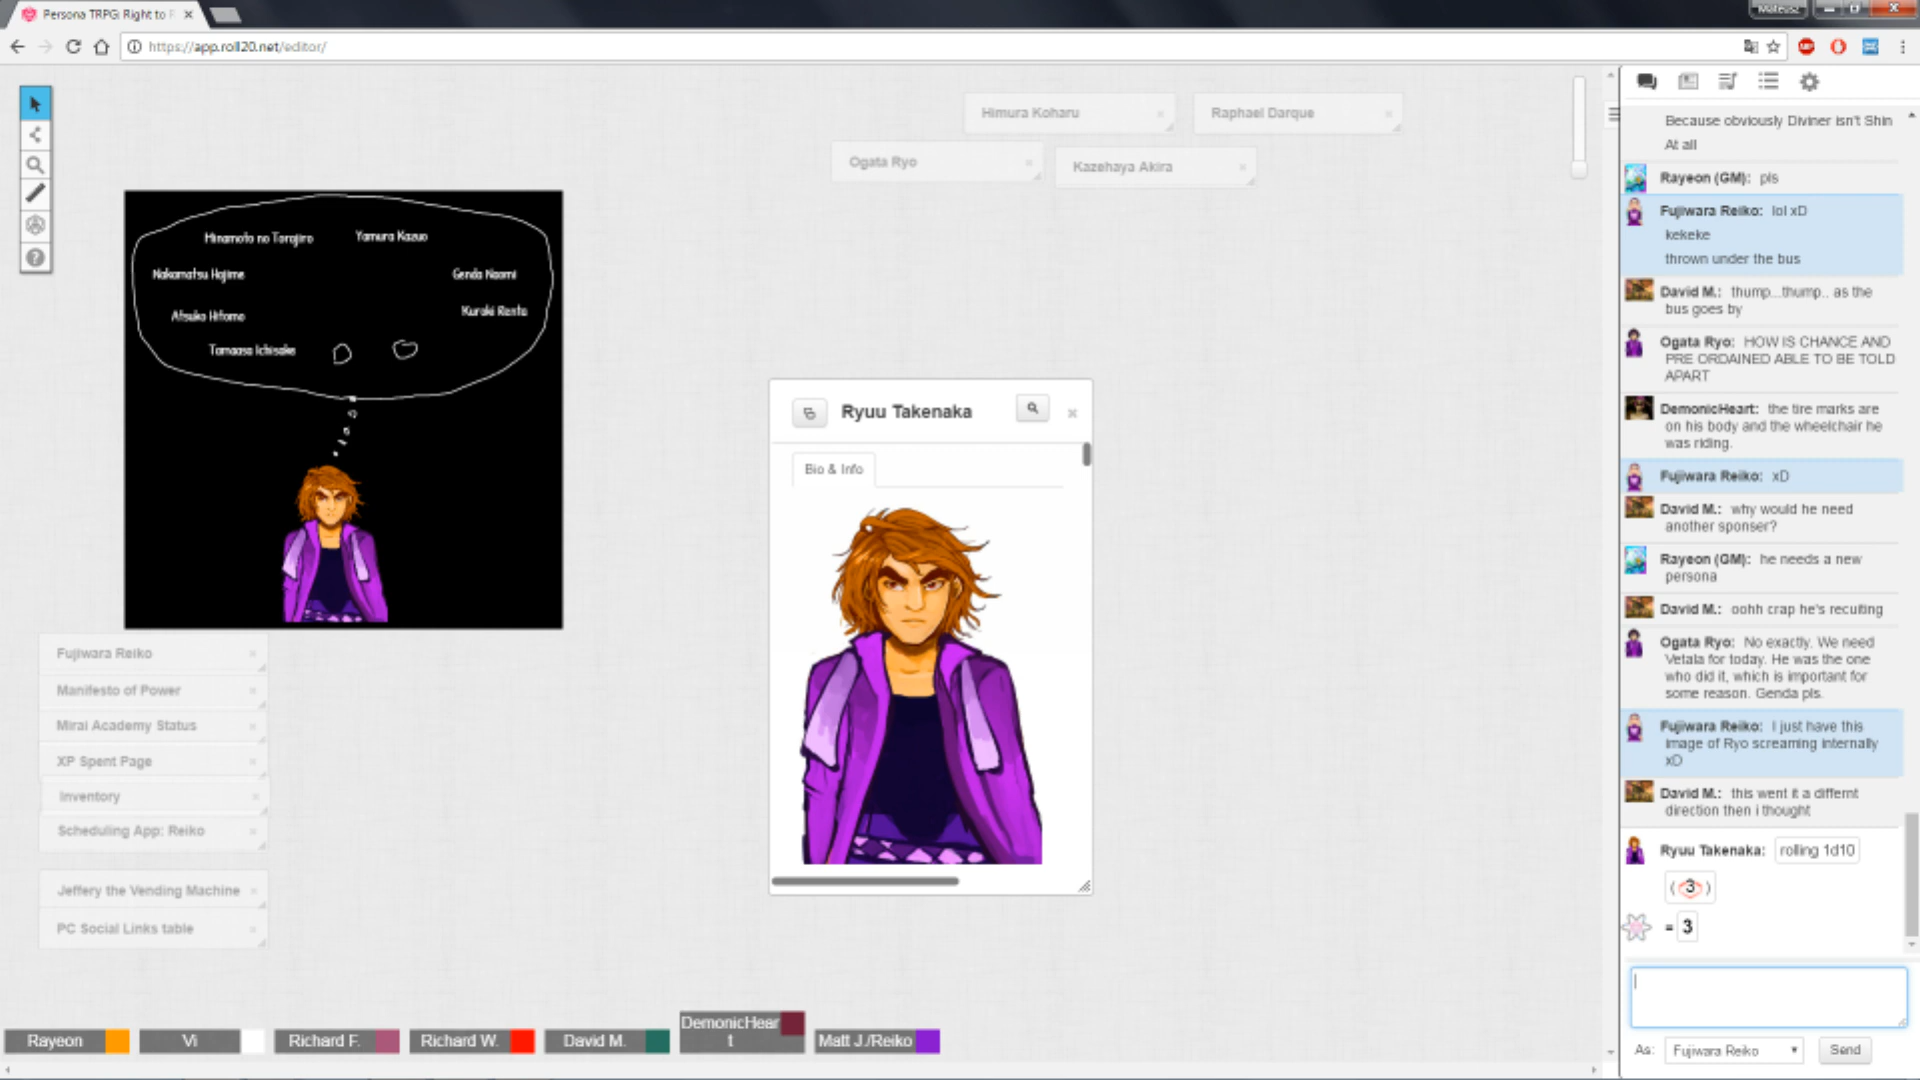 Persona TRPG: Right to R
Mateusz
https://app.roll20.net/editor/
Himura Koharu
Raphael Darque
Ogata Ryo
Kazehaya Akira
Hinamoto no Torajiro
Yamura Kazuo
Nakamatsu Hajime
Genda Naomi
Atsuko Hitomo
Kuroki Renta
Tamaasa Ichisake
Ryuu Takenaka
Bio & Info
Fujiwara Reiko
Manifesto of Power
Mirai Academy Status
XP Spent Page
Inventory
Scheduling App: Reiko
Jeffery the Vending Machine
PC Social Links table
Rayeon
Vi
Richard F.
Richard W.
David M.
DemonicHear
t
Matt J./Reiko
Because obviously Diviner isn't Shin
At all
Rayeon (GM): pls
Fujiwara Reiko: lol xD
kekeke
thrown under the bus
David M.: thump...thump.. as the
bus goes by
Ogata Ryo: HOW IS CHANCE AND
PRE ORDAINED ABLE TO BE TOLD
APART
DemonicHeart: the tire marks are
on his body and the wheelchair he
was riding.
Fujiwara Reiko: xD
David M.: why would he need
another sponser?
Rayeon (GM): he needs a new
persona
David M.: oohh crap he's recuiting
Ogata Ryo: No exactly. We need
Vetala for today. He was the one
who did it, which is important for
some reason. Genda pls.
Fujiwara Reiko: I just have this
image of Ryo screaming internally
xD
David M.: this went it a differnt
direction then i thought
Ryuu Takenaka: rolling 1d10
(3)
= 3
As: Fujiwara Reiko
Send